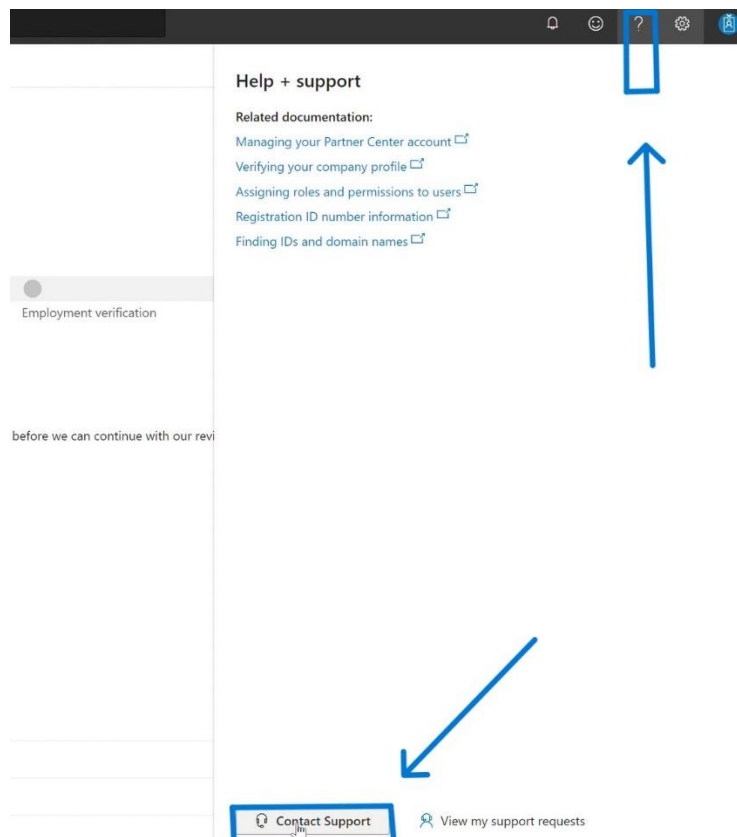 ?
Help + support
Related documentation:
Managing your Partner Center account
Verifying your company profile
Assigning roles and permissions to users
Registration ID number information
Finding IDs and domain names
Employment verification
before we can continue with our revi
Contact Support
View my support requests